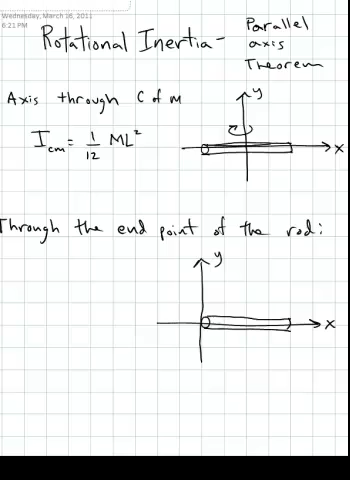 Wednesday, March 16, 2011
6:21 PM
Rotational Inertia - Parallel
axis
Theorem
Axis through C of m
y
I_cm = 1/12 ML²
x
Through the end point of the rod:
y
x